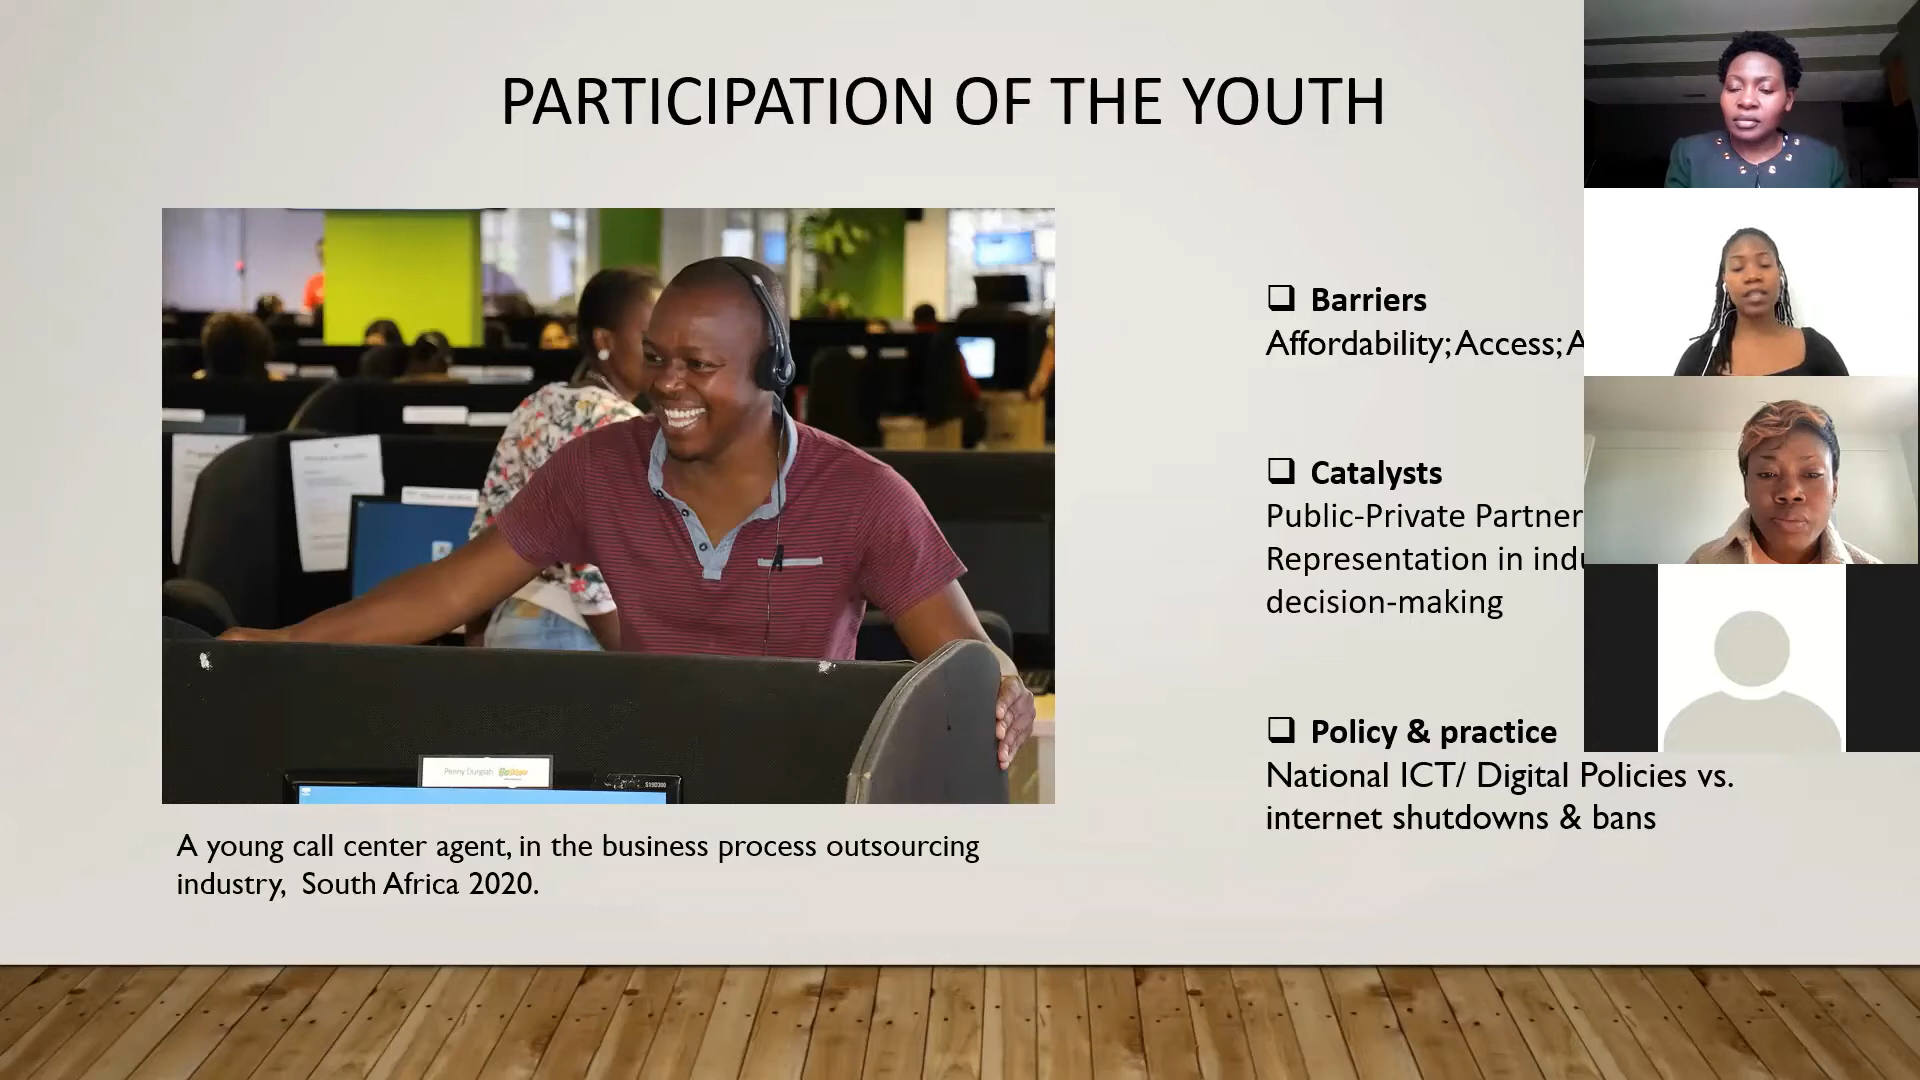 PARTICIPATION OF THE YOUTH
❑ Barriers
Affordability; Access; A
❑ Catalysts
Public-Private Partner
Representation in indu
decision-making
❑ Policy & practice
National ICT/ Digital Policies vs.
internet shutdowns & bans
Penny Durgiah
A young call center agent, in the business process outsourcing
industry, South Africa 2020.